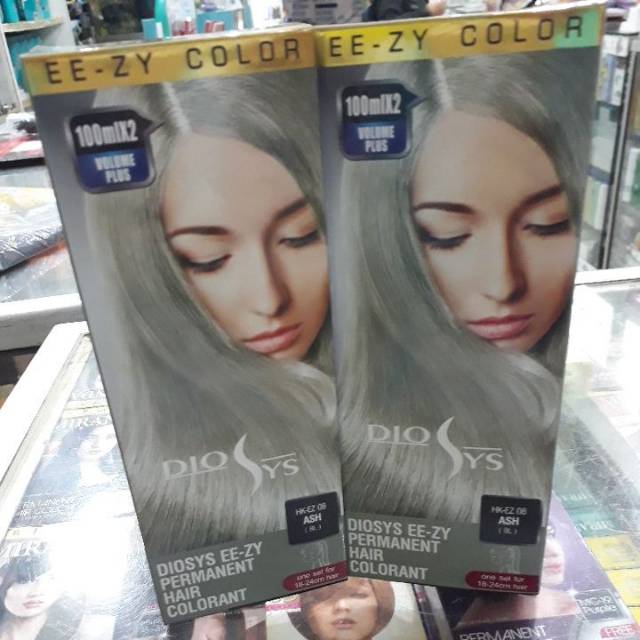 EE-ZY COLOR
100mlX2
VOLUME
PLUS
DIOSYS
HK-EZ 08
ASH
( 8L )
DIOSYS EE-ZY
PERMANENT
HAIR
COLORANT
one set for
18-24cm hair
EE-ZY COLOR
100mlX2
VOLUME
PLUS
DIOSYS
HK-EZ 08
ASH
( 8L )
DIOSYS EE-ZY
PERMANENT
HAIR
COLORANT
one set for
18-24cm hair
PERMANENT